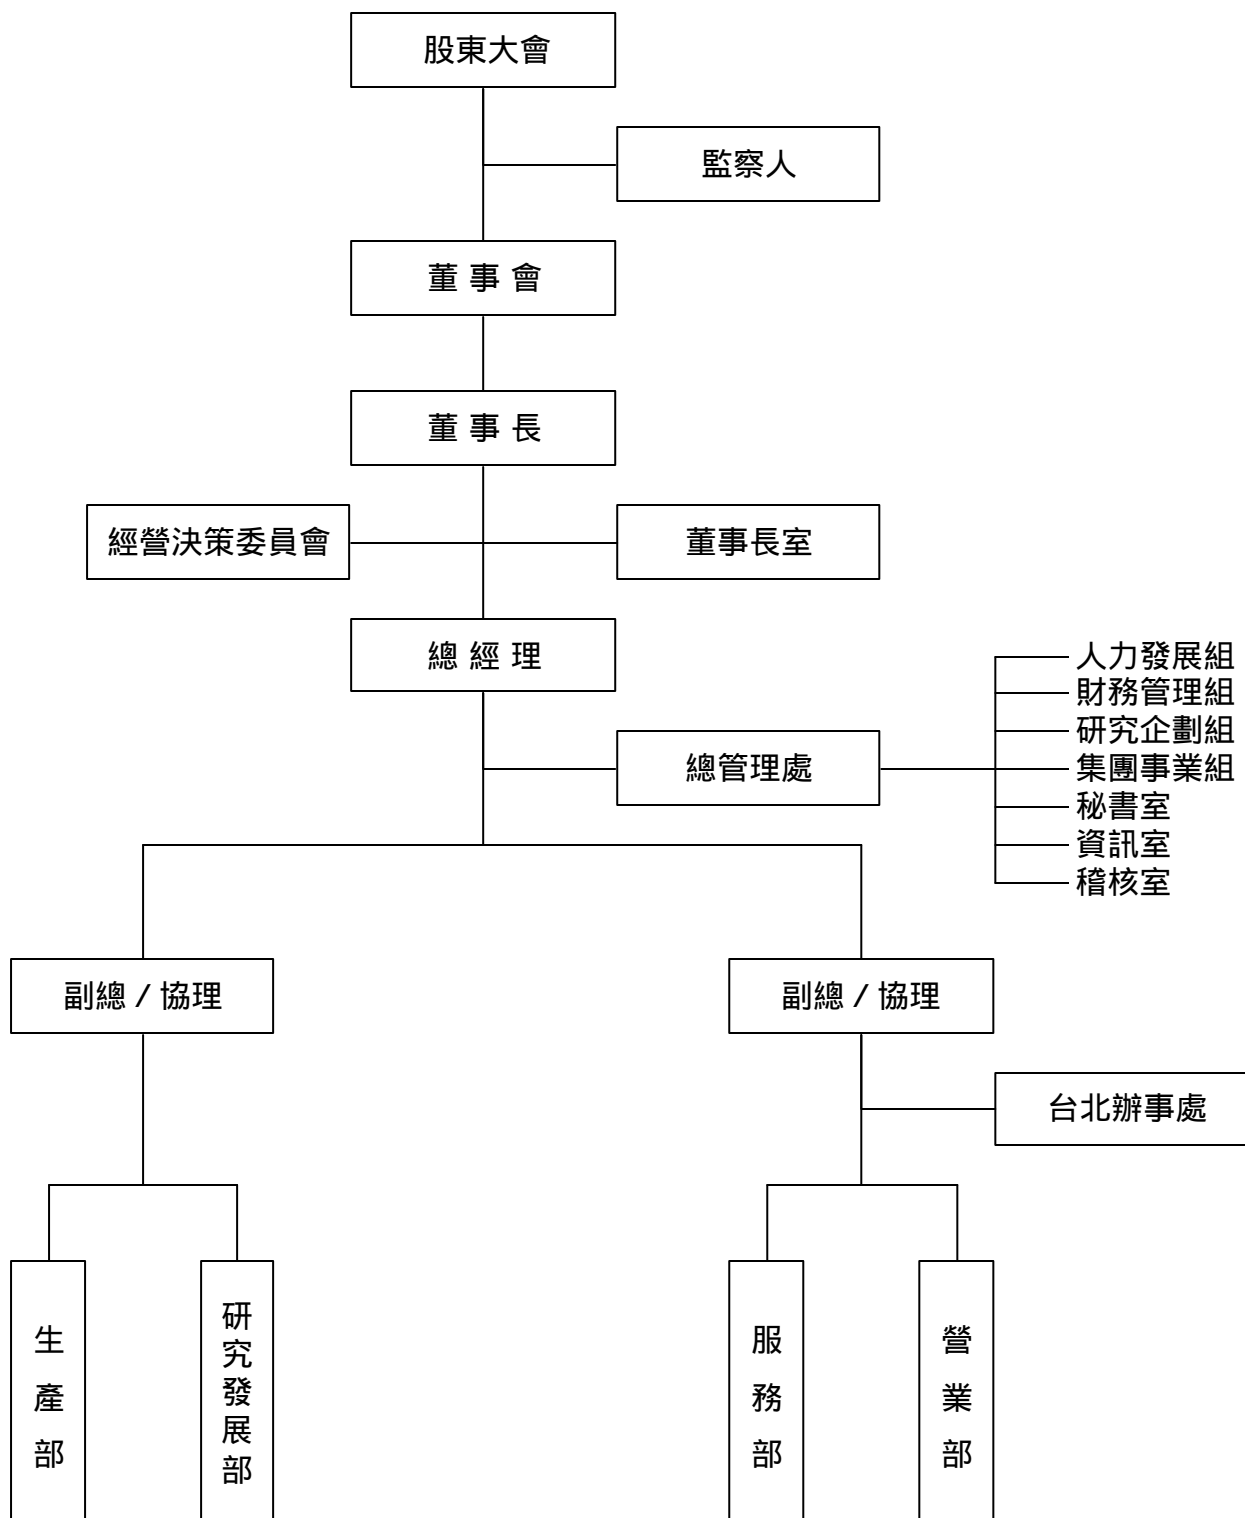 股東大會
監察人
董事會
董事長
經營決策委員會
董事長室
總經理
人力發展組
財務管理組
研究企劃組
總管理處
集團事業組
秘書室
資訊室
稽核室
副總 / 協理
副總 / 協理
台北辦事處
生產部
研究發展部
服務部
營業部